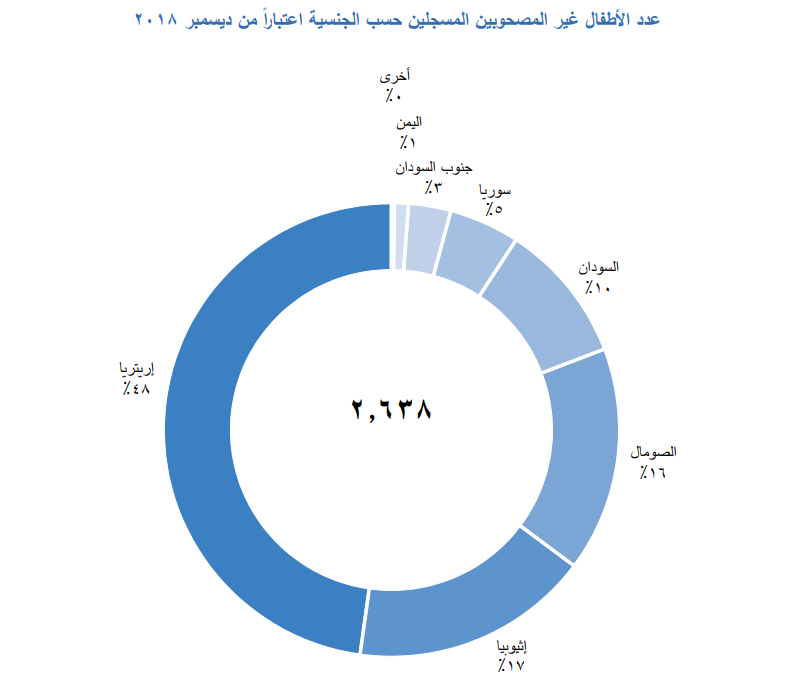 عدد الأطفال غير المصحوبين المسجلين حسب الجنسية اعتباراً من ديسمبر ٢٠١٨
أخرى
٪٠
اليمن
٪١
جنوب السودان
٪٣
سوريا
٪٥
السودان
٪١٠
الصومال
٪١٦
إثيوبيا
٪١٧
إريتريا
٪٤٨
٢,٦٣٨